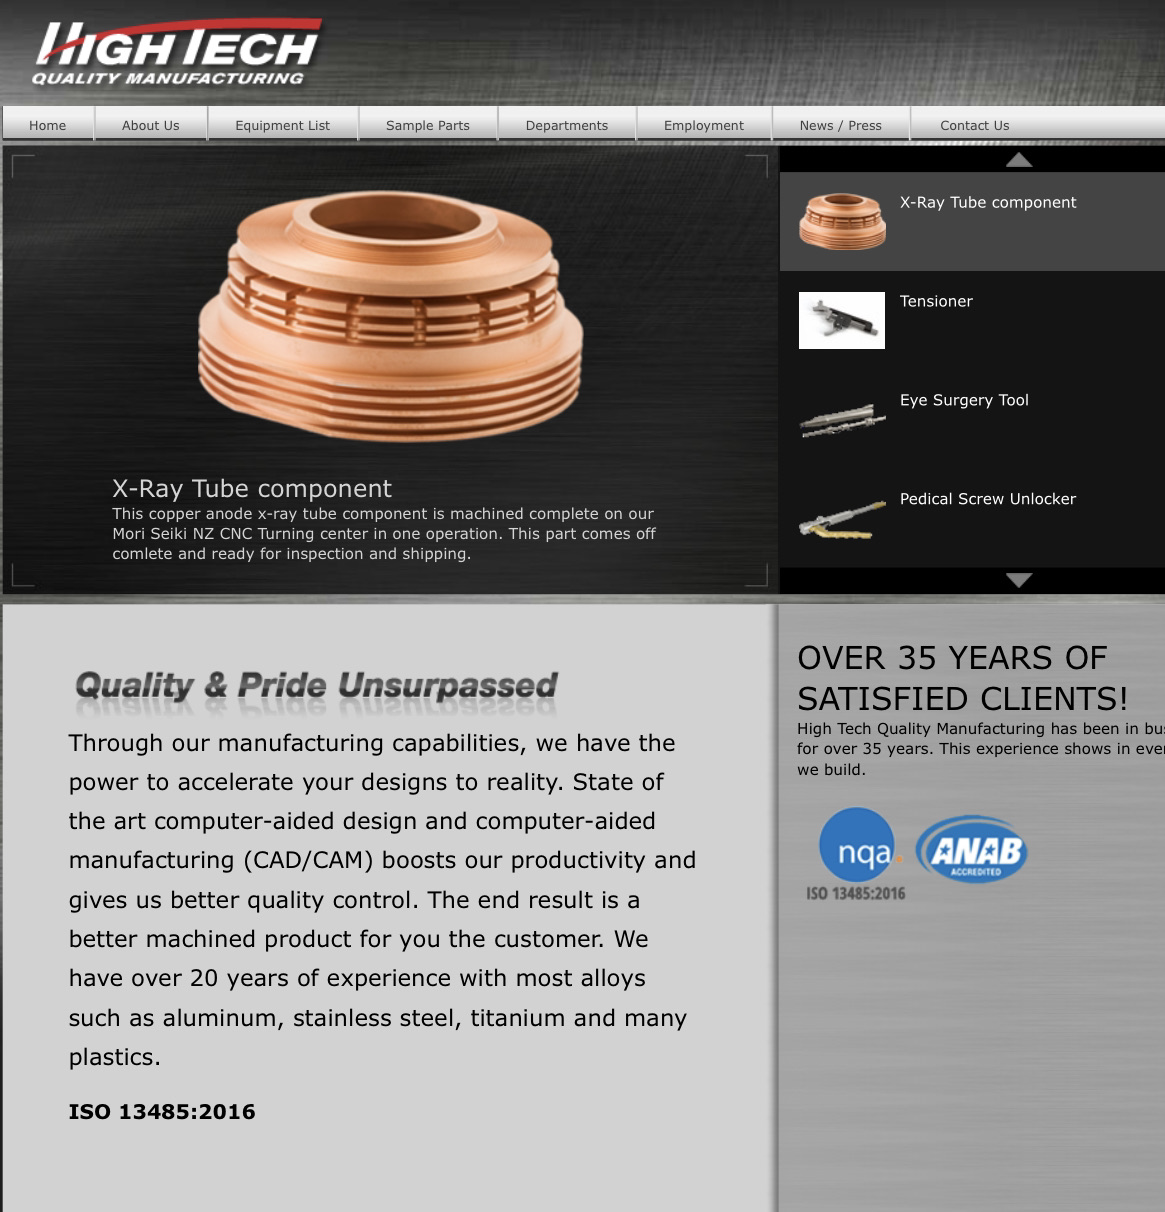 HIGH TECH
QUALITY MANUFACTURING
Home
About Us
Equipment List
Sample Parts
Departments
Employment
News / Press
Contact Us
X-Ray Tube component
This copper anode x-ray tube component is machined complete on our
Mori Seiki NZ CNC Turning center in one operation. This part comes off
comlete and ready for inspection and shipping.
X-Ray Tube component
Tensioner
Eye Surgery Tool
Pedical Screw Unlocker
Quality & Pride Unsurpassed
Through our manufacturing capabilities, we have the
power to accelerate your designs to reality. State of
the art computer-aided design and computer-aided
manufacturing (CAD/CAM) boosts our productivity and
gives us better quality control. The end result is a
better machined product for you the customer. We
have over 20 years of experience with most alloys
such as aluminum, stainless steel, titanium and many
plastics.
ISO 13485:2016
OVER 35 YEARS OF
SATISFIED CLIENTS!
High Tech Quality Manufacturing has been in
for over 35 years. This experience shows in
we build.
nqa.
ISO 13485:2016
ANAB
ACCREDITED